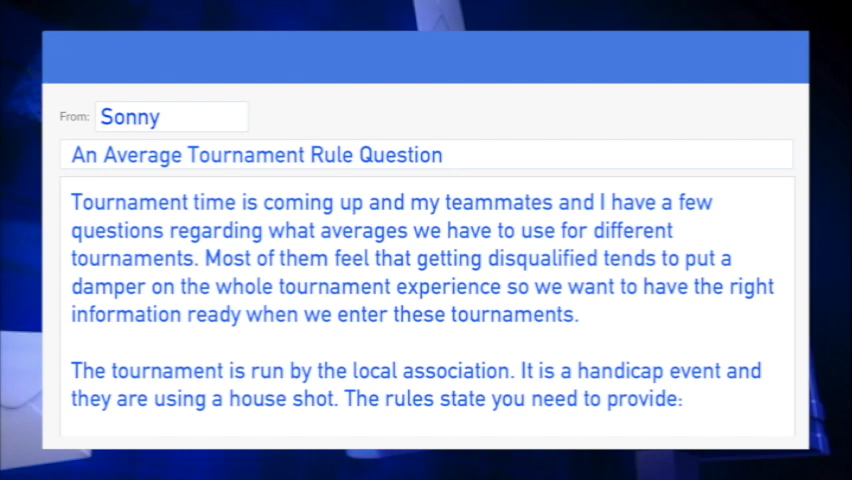 From: Sonny
An Average Tournament Rule Question
Tournament time is coming up and my teammates and I have a few
questions regarding what averages we have to use for different
tournaments. Most of them feel that getting disqualified tends to put a
damper on the whole tournament experience so we want to have the right
information ready when we enter these tournaments.
The tournament is run by the local association. It is a handicap event and
they are using a house shot. The rules state you need to provide: